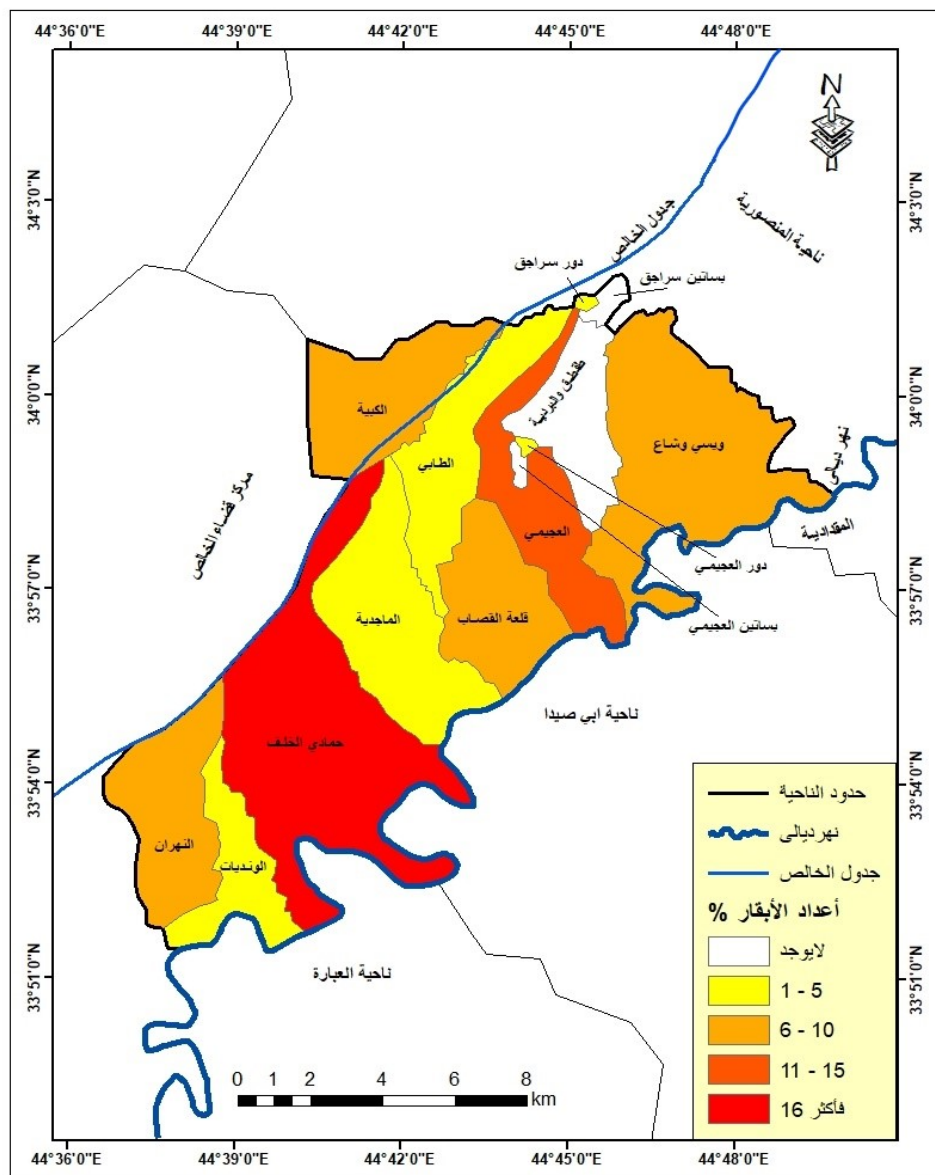 44°36'0"E 44°39'0"E 44°42'0"E 44°45'0"E 44°48'0"E
34°3'0"N
34°0'0"N
33°57'0"N
33°54'0"N
33°51'0"N
34°3'0"N
34°0'0"N
33°57'0"N
33°54'0"N
33°51'0"N
N
جدول الخالص
ناحية المنصورية
دور سراجق
بساتين سراجق
طقطق والبردية
الكبية
الطابي
ويسي وشاع
نهر ديالى
المقدادية
مركز قضاء الخالص
العجيمي
دور العجيمي
بساتين العجيمي
الماجدية
قلعة القصاب
ناحية ابي صيدا
حمادي الخلف
النهران
الونديات
ناحية العبارة
حدود الناحية
نهرديالى
جدول الخالص
أعداد الأبقار %
لايوجد
1 - 5
6 - 10
11 - 15
16 فأكثر
0 1 2 4 6 8
km
44°36'0"E 44°39'0"E 44°42'0"E 44°45'0"E 44°48'0"E